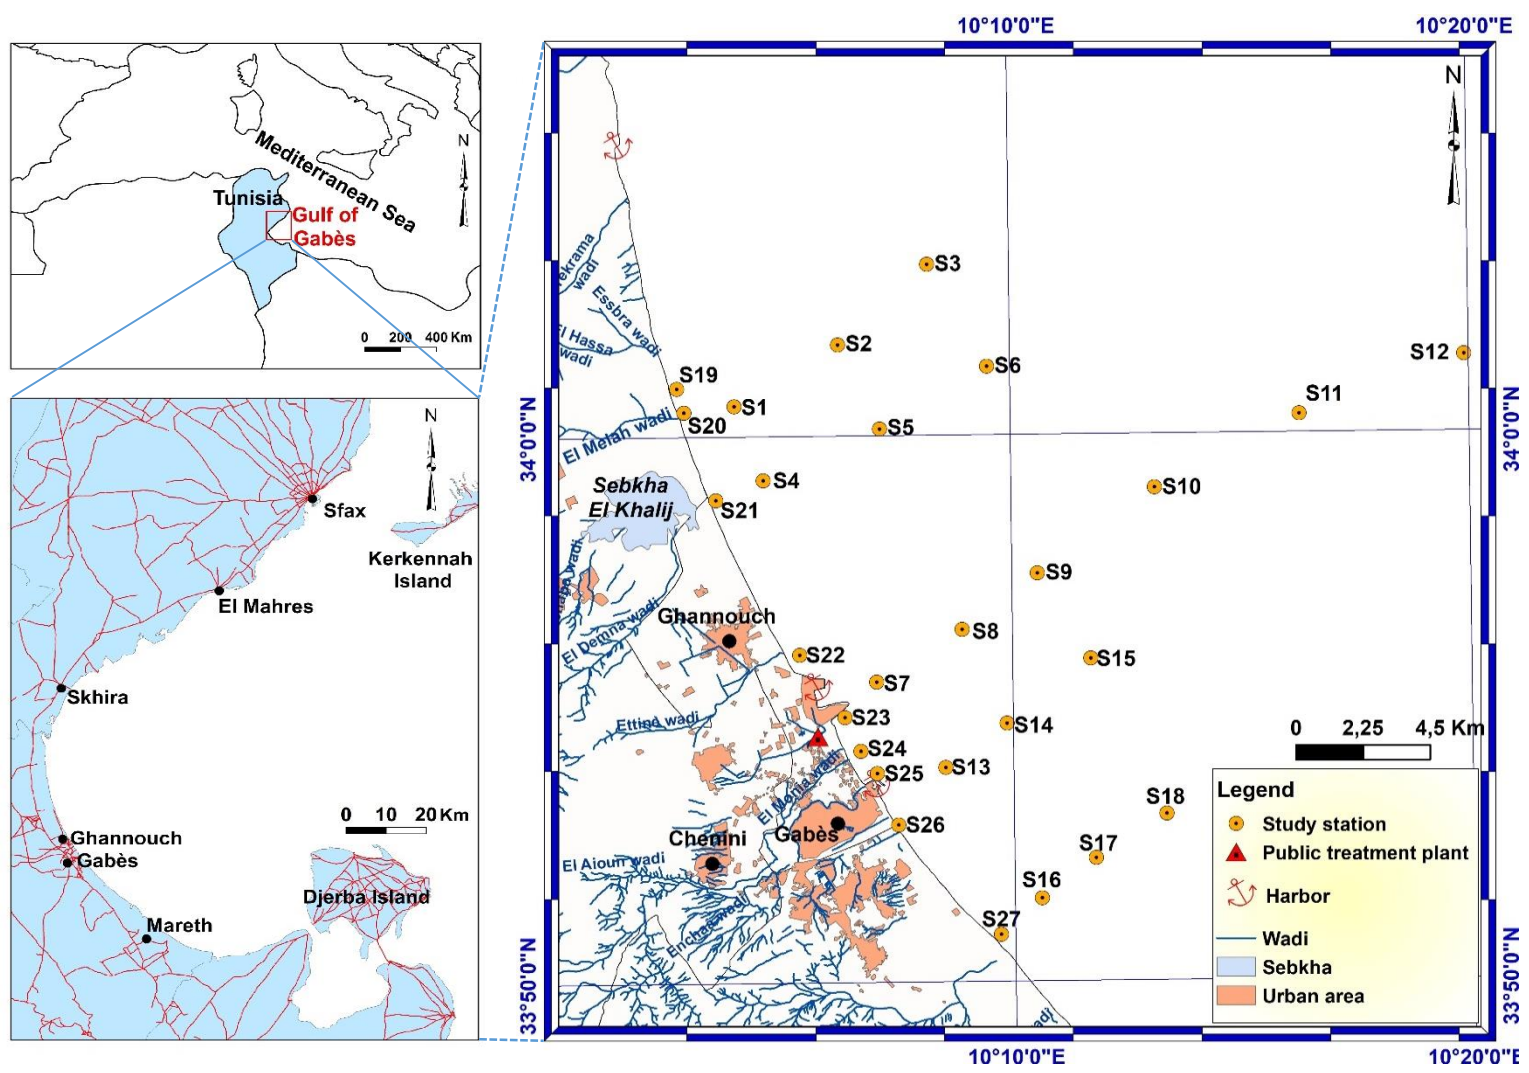 10°10'0"E
10°20'0"E
N
Mediterranean Sea
Tunisia
Gulf of
Gabès
0 200 400 Km
N
Sfax
Kerkennah
Island
El Mahres
Skhira
0 10 20 Km
Ghannouch
Gabès
Djerba Island
Mareth
N
S3
wadi
Essbra wadi
El Hassa
wadi
S2
S6
S12
S19
S1
S11
S20
S5
El Melah wadi
34°0'0"N
34°0'0"N
Sebkha
El Khalij
S4
S21
S10
S9
wadi
El Demna wadi
Ghannouch
S8
S22
S15
S7
Ettine wadi
S23
S14
S24
S13
S25
El Monia wadi
0 2,25 4,5 Km
S18
Gabès
S26
Chenini
El Aioun wadi
S17
S16
Enchaa wadi
S27
Legend
Study station
Public treatment plant
Harbor
Wadi
Sebkha
Urban area
33°50'0"N
33°50'0"N
10°10'0"E
10°20'0"E